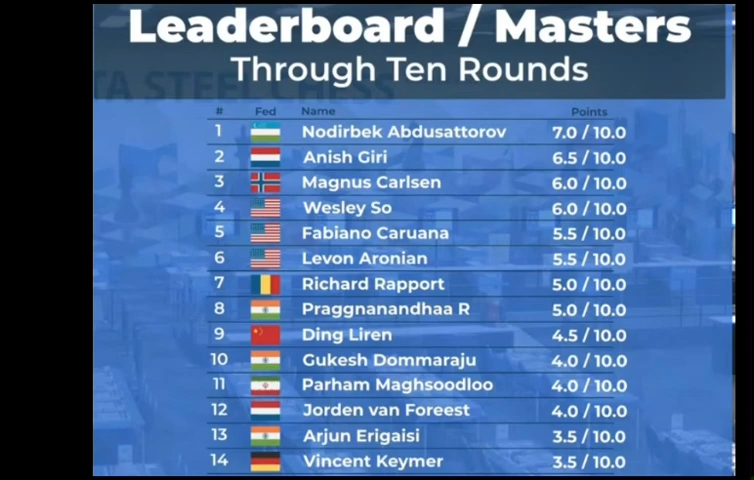 Leaderboard / Masters
Through Ten Rounds
TA STEEL CHESS
# Fed Name Points
1 Nodirbek Abdusattorov 7.0 / 10.0
2 Anish Giri 6.5 / 10.0
3 Magnus Carlsen 6.0 / 10.0
4 Wesley So 6.0 / 10.0
5 Fabiano Caruana 5.5 / 10.0
6 Levon Aronian 5.5 / 10.0
7 Richard Rapport 5.0 / 10.0
8 Praggnanandhaa R 5.0 / 10.0
9 Ding Liren 4.5 / 10.0
10 Gukesh Dommaraju 4.0 / 10.0
11 Parham Maghsoodloo 4.0 / 10.0
12 Jorden van Foreest 4.0 / 10.0
13 Arjun Erigaisi 3.5 / 10.0
14 Vincent Keymer 3.5 / 10.0